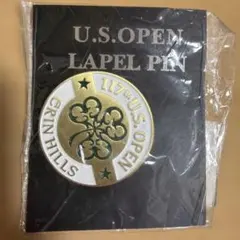 U.S.OPEN
LAPEL PIN
117TH U.S. OPEN
ERIN HILLS